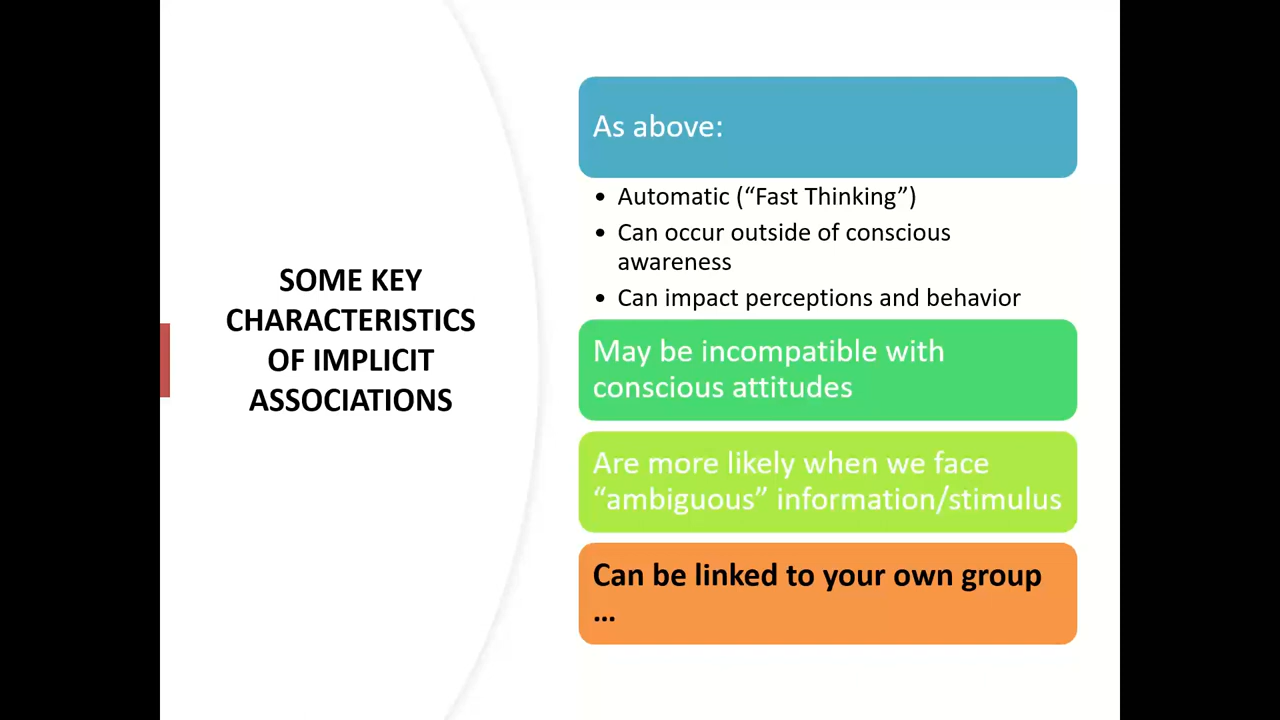 SOME KEY
CHARACTERISTICS
OF IMPLICIT
ASSOCIATIONS
As above:
• Automatic (“Fast Thinking”)
• Can occur outside of conscious
awareness
• Can impact perceptions and behavior
May be incompatible with
conscious attitudes
Are more likely when we face
“ambiguous” information/stimulus
Can be linked to your own group
...